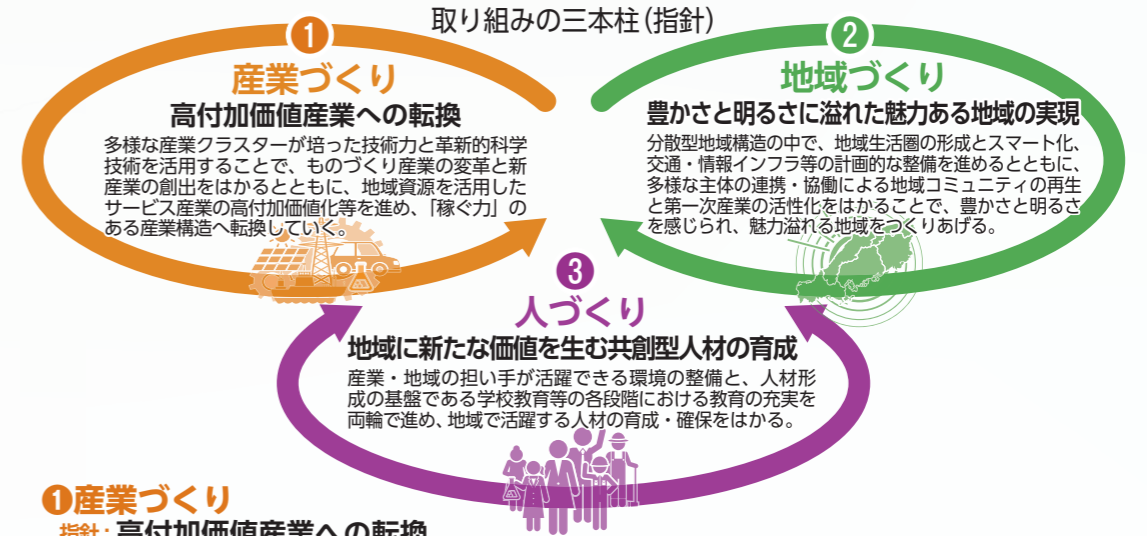 取り組みの三本柱(指針)
1
産業づくり
高付加価値産業への転換
多様な産業クラスターが培った技術力と革新的科学
技術を活用することで、ものづくり産業の変革と新
産業の創出をはかるとともに、地域資源を活用した
サービス産業の高付加価値化等を進め、「稼ぐ力」の
ある産業構造へ転換していく。
2
地域づくり
豊かさと明るさに溢れた魅力ある地域の実現
分散型地域構造の中で、地域生活圏の形成とスマート化、
交通・情報インフラ等の計画的な整備を進めるとともに、
多様な主体の連携・協働による地域コミュニティの再生
と第一次産業の活性化をはかることで、豊かさと明るさ
を感じられ、魅力溢れる地域をつくりあげる。
3
人づくり
地域に新たな価値を生む共創型人材の育成
産業・地域の担い手が活躍できる環境の整備と、人材形
成の基盤である学校教育等の各段階における教育の充実を
両輪で進め、地域で活躍する人材の育成・確保をはかる。
❶産業づくり
指針:高付加価値産業への転換